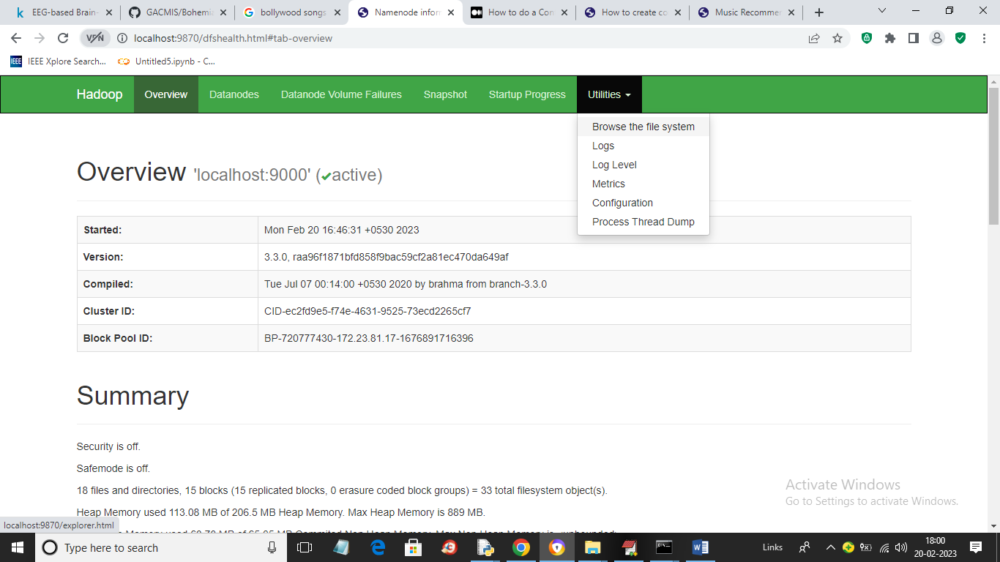 EEG-based Brain-
GACMIS/Bohemi
bollywood songs
Namenode infor
How to do a Con
How to create co
Music Recommer
VPN
localhost:9870/dfshealth.html#tab-overview
IEEE
IEEE Xplore Search...
Untitled5.ipynb - C...
Hadoop
Overview
Datanodes
Datanode Volume Failures
Snapshot
Startup Progress
Utilities
Browse the file system
Logs
Log Level
Metrics
Configuration
Process Thread Dump
Overview 'localhost:9000' (✔active)
Started: Mon Feb 20 16:46:31 +0530 2023
Version: 3.3.0, raa96f1871bfd858f9bac59cf2a81ec470da649af
Compiled: Tue Jul 07 00:14:00 +0530 2020 by brahma from branch-3.3.0
Cluster ID: CID-ec2fd9e5-f74e-4631-9525-73ecd2265cf7
Block Pool ID: BP-720777430-172.23.81.17-1676891716396
Summary
Security is off.
Safemode is off.
18 files and directories, 15 blocks (15 replicated blocks, 0 erasure coded block groups) = 33 total filesystem object(s).
Heap Memory used 113.08 MB of 206.5 MB Heap Memory. Max Heap Memory is 889 MB.
Activate Windows
Go to Settings to activate Windows.
localhost:9870/explorer.html
Type here to search
Links
18:00
20-02-2023